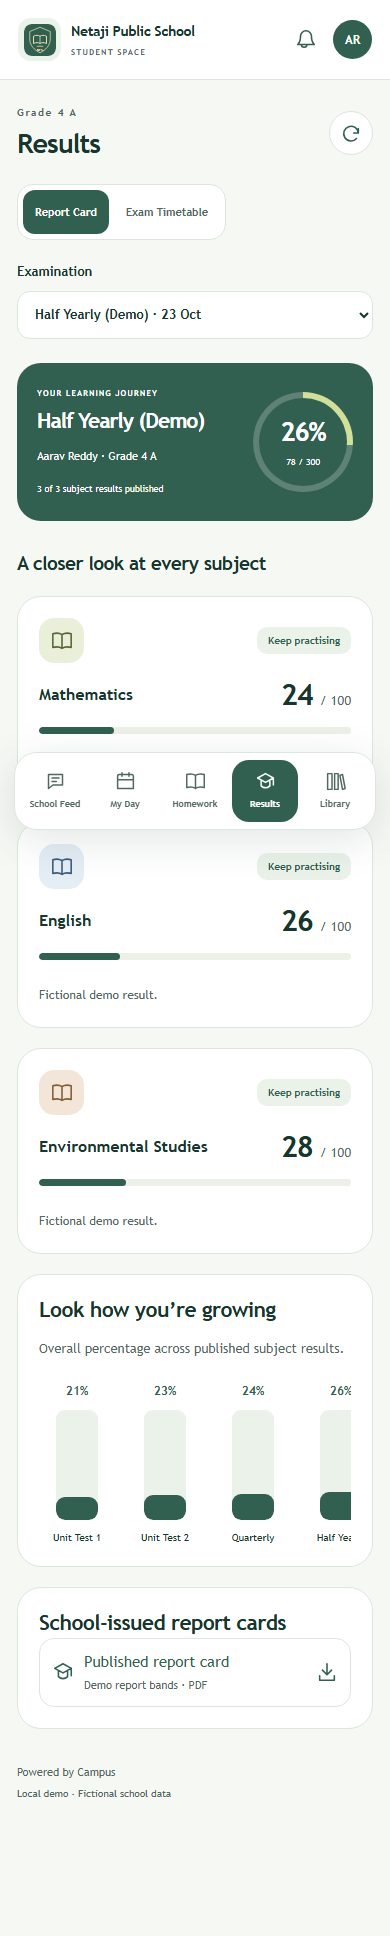 Netaji Public School
STUDENT SPACE
AR
Grade 4 A
Results
Report Card
Exam Timetable
Examination
Half Yearly (Demo) · 23 Oct
YOUR LEARNING JOURNEY
Half Yearly (Demo)
Aarav Reddy · Grade 4 A
3 of 3 subject results published
26%
78 / 300
A closer look at every subject
Keep practising
Mathematics
24 / 100
School Feed
My Day
Homework
Results
Library
Keep practising
English
26 / 100
Fictional demo result.
Keep practising
Environmental Studies
28 / 100
Fictional demo result.
Look how you’re growing
Overall percentage across published subject results.
21%
23%
24%
26%
Unit Test 1
Unit Test 2
Quarterly
Half Yea
School-issued report cards
Published report card
Demo report bands · PDF
Powered by Campus
Local demo · Fictional school data